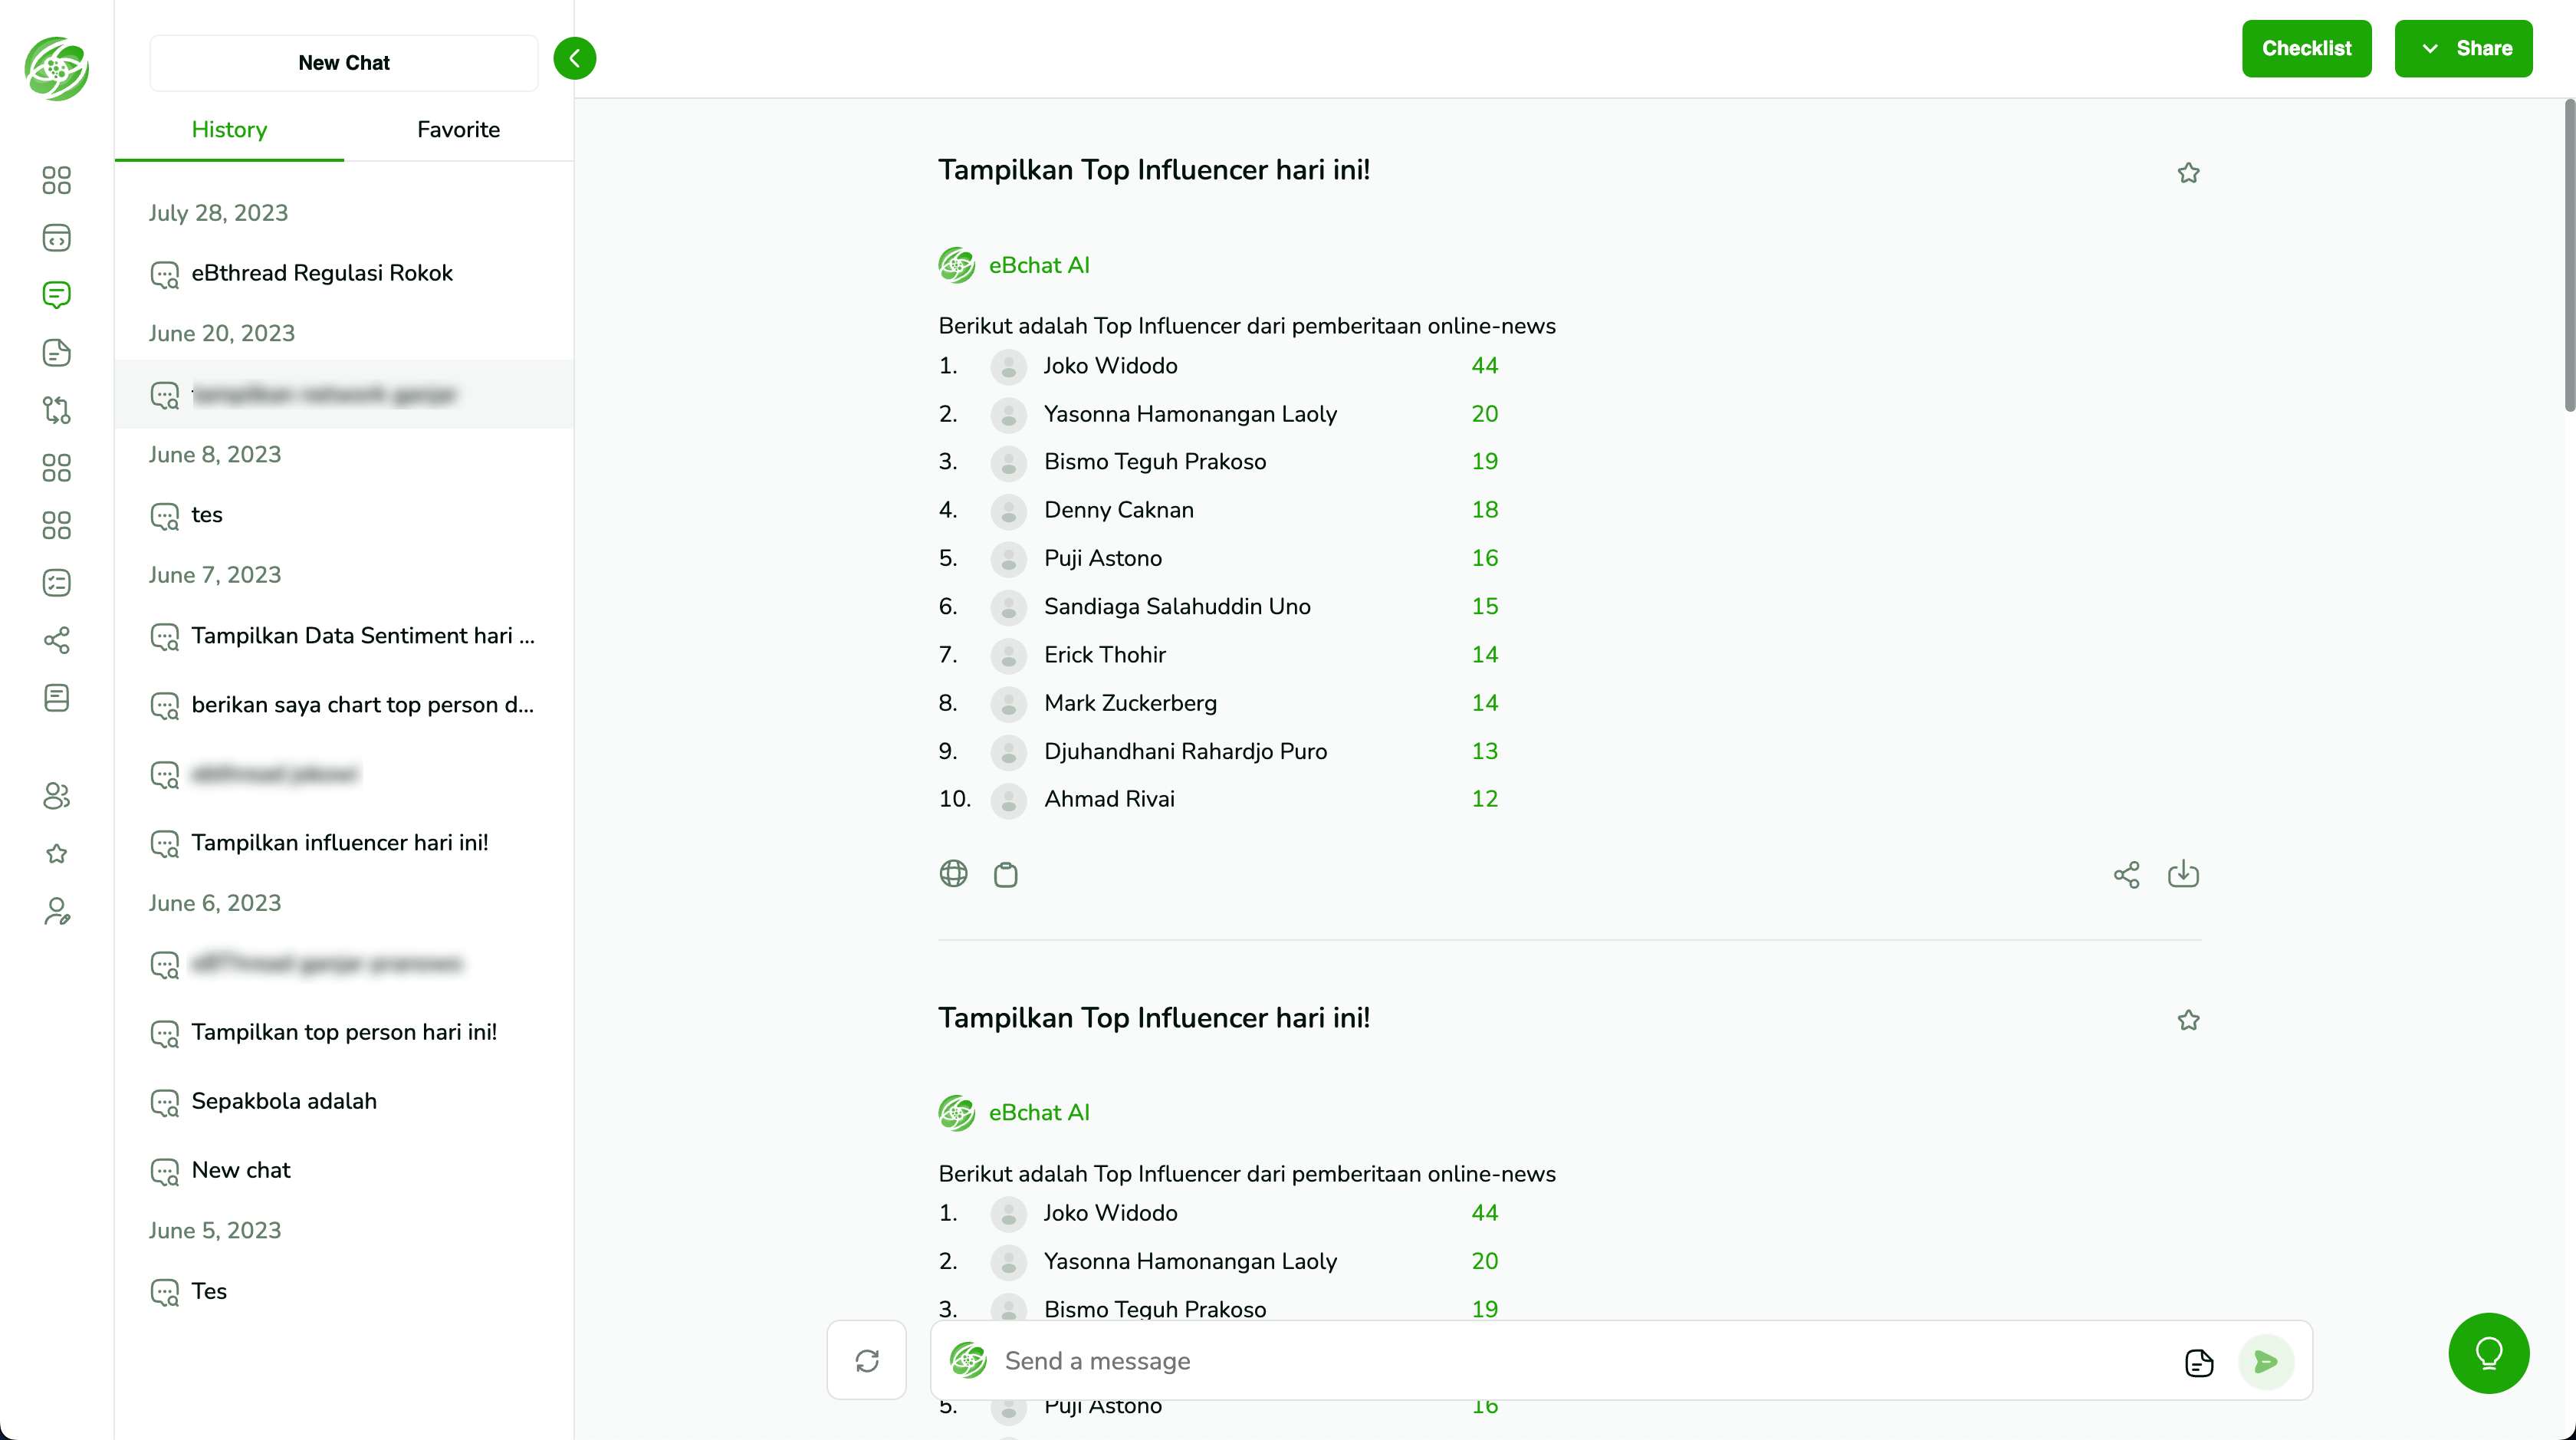 New Chat
History
Favorite
July 28, 2023
eBthread Regulasi Rokok
June 20, 2023
June 8, 2023
tes
June 7, 2023
Tampilkan Data Sentiment hari ...
berikan saya chart top person d...
Tampilkan influencer hari ini!
June 6, 2023
Tampilkan top person hari ini!
Sepakbola adalah
New chat
June 5, 2023
Tes
Checklist
Share
Tampilkan Top Influencer hari ini!
eBchat AI
Berikut adalah Top Influencer dari pemberitaan online-news
1. Joko Widodo 44
2. Yasonna Hamonangan Laoly 20
3. Bismo Teguh Prakoso 19
4. Denny Caknan 18
5. Puji Astono 16
6. Sandiaga Salahuddin Uno 15
7. Erick Thohir 14
8. Mark Zuckerberg 14
9. Djuhandhani Rahardjo Puro 13
10. Ahmad Rivai 12
Tampilkan Top Influencer hari ini!
eBchat AI
Berikut adalah Top Influencer dari pemberitaan online-news
1. Joko Widodo 44
2. Yasonna Hamonangan Laoly 20
3. Bismo Teguh Prakoso 19
Send a message
5. Puji Astono 16